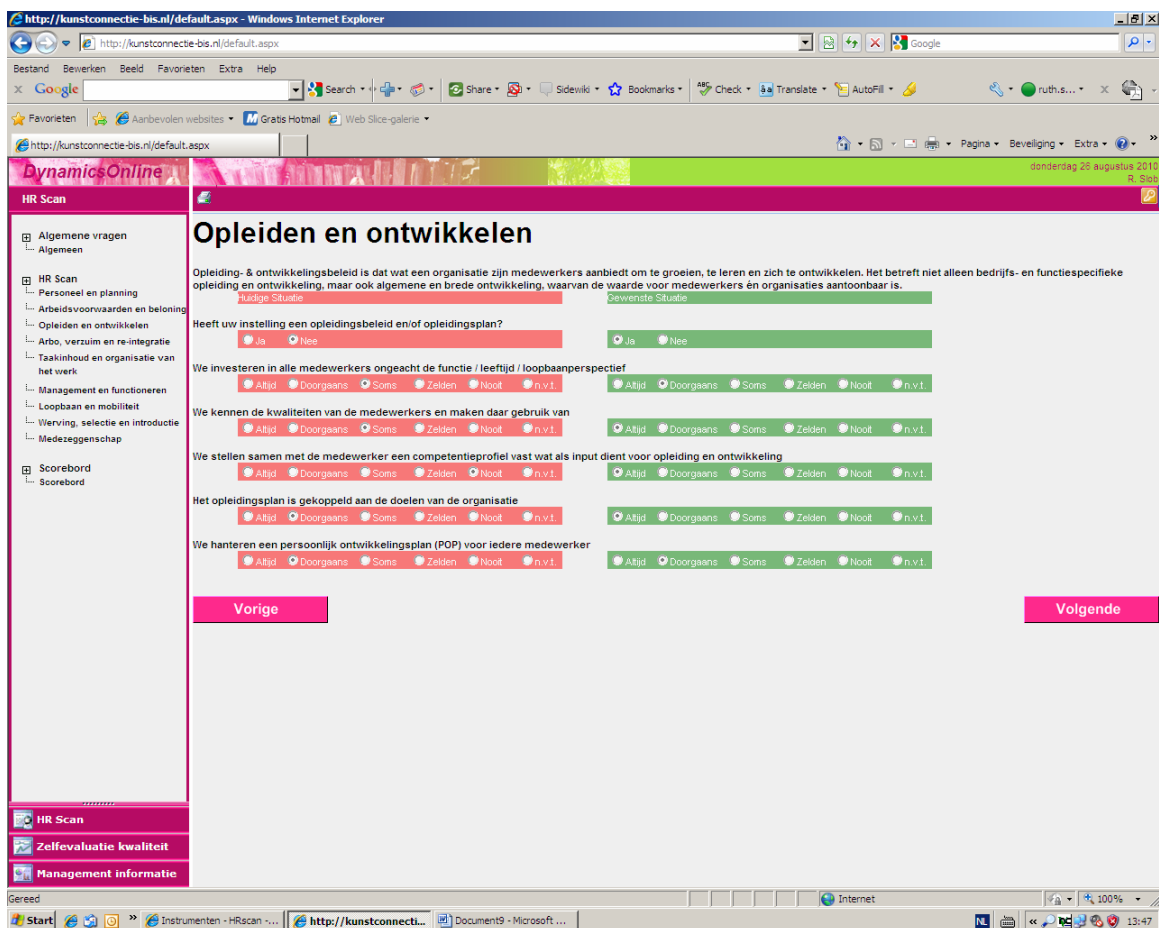 http://kunstconnectie-bis.nl/default.aspx - Windows Internet Explorer
http://kunstconnectie-bis.nl/default.aspx
Google
Bestand Bewerken Beeld Favorieten Extra Help
x Google Search Share Sidewiki Bookmarks Check Translate AutoFill ruth.s...
Favorieten Aanbevolen websites Gratis Hotmail Web Slice-galerie
http://kunstconnectie-bis.nl/default.aspx Pagina Beveiliging Extra »
DynamicsOnline
donderdag 26 augustus 2010
R. Slob
HR Scan
Algemene vragen
Algemeen
HR Scan
Personeel en planning
Arbeidsvoorwaarden en beloning
Opleiden en ontwikkelen
Arbo, verzuim en re-integratie
Taakinhoud en organisatie van
het werk
Management en functioneren
Loopbaan en mobiliteit
Werving, selectie en introductie
Medezeggenschap
Scorebord
Scorebord
Opleiden en ontwikkelen
Opleiding- & ontwikkelingsbeleid is dat wat een organisatie zijn medewerkers aanbiedt om te groeien, te leren en zich te ontwikkelen. Het betreft niet alleen bedrijfs- en functiespecifieke
opleiding en ontwikkeling, maar ook algemene en brede ontwikkeling, waarvan de waarde voor medewerkers én organisaties aantoonbaar is.
Huidige Situatie Gewenste Situatie
Heeft uw instelling een opleidingsbeleid en/of opleidingsplan?
Ja Nee Ja Nee
We investeren in alle medewerkers ongeacht de functie / leeftijd / loopbaanperspectief
Altijd Doorgaans Soms Zelden Nooit n.v.t. Altijd Doorgaans Soms Zelden Nooit n.v.t.
We kennen de kwaliteiten van de medewerkers en maken daar gebruik van
Altijd Doorgaans Soms Zelden Nooit n.v.t. Altijd Doorgaans Soms Zelden Nooit n.v.t.
We stellen samen met de medewerker een competentieprofiel vast wat als input dient voor opleiding en ontwikkeling
Altijd Doorgaans Soms Zelden Nooit n.v.t. Altijd Doorgaans Soms Zelden Nooit n.v.t.
Het opleidingsplan is gekoppeld aan de doelen van de organisatie
Altijd Doorgaans Soms Zelden Nooit n.v.t. Altijd Doorgaans Soms Zelden Nooit n.v.t.
We hanteren een persoonlijk ontwikkelingsplan (POP) voor iedere medewerker
Altijd Doorgaans Soms Zelden Nooit n.v.t. Altijd Doorgaans Soms Zelden Nooit n.v.t.
Vorige Volgende
HR Scan
Zelfevaluatie kwaliteit
Management informatie
Gereed Internet 100%
Start » Instrumenten - HRscan -... http://kunstconnecti... Document9 - Microsoft ... NL « 13:47